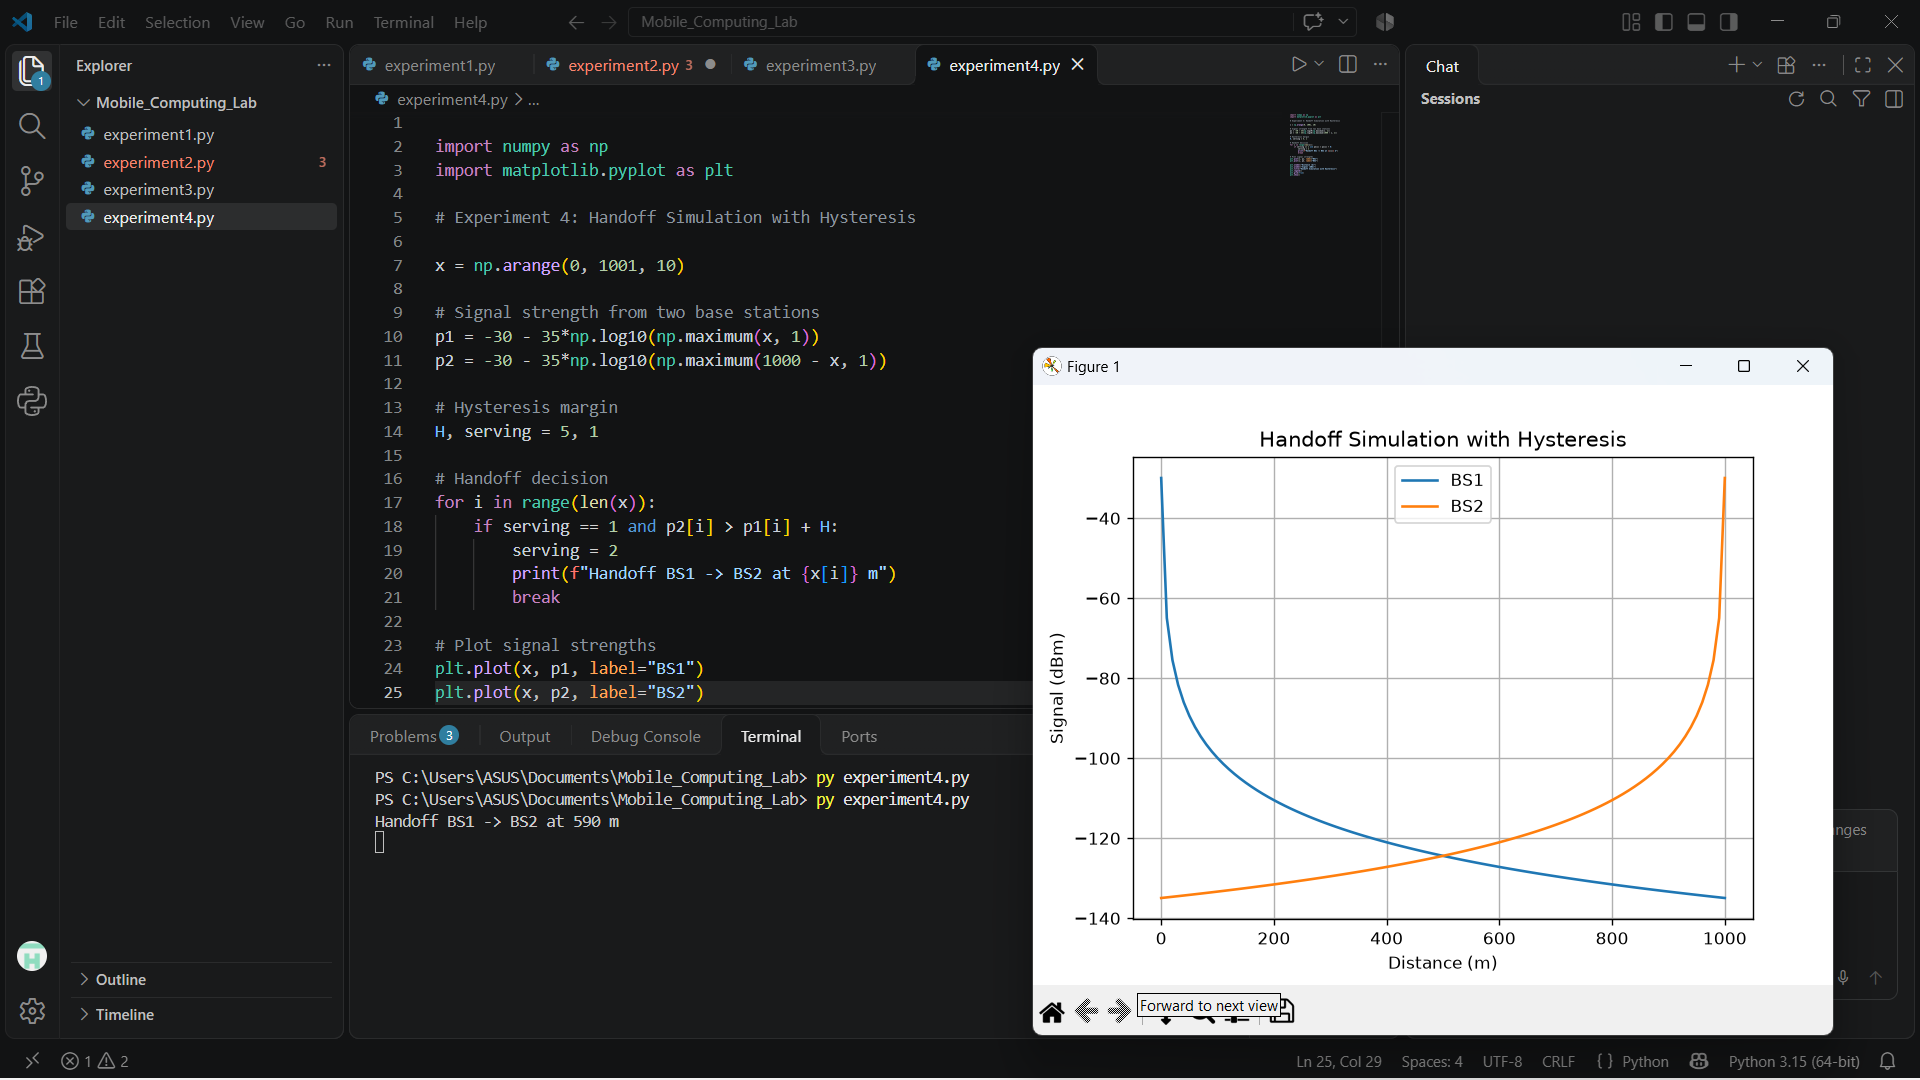 File Edit Selection View Go Run Terminal Help
Mobile_Computing_Lab
Explorer
Mobile_Computing_Lab
experiment1.py
experiment2.py 3
experiment3.py
experiment4.py
Outline
Timeline
1
experiment1.py experiment2.py 3 experiment3.py experiment4.py
experiment4.py > ...
1
2 import numpy as np
3 import matplotlib.pyplot as plt
4
5 # Experiment 4: Handoff Simulation with Hysteresis
6
7 x = np.arange(0, 1001, 10)
8
9 # Signal strength from two base stations
10 p1 = -30 - 35*np.log10(np.maximum(x, 1))
11 p2 = -30 - 35*np.log10(np.maximum(1000 - x, 1))
12
13 # Hysteresis margin
14 H, serving = 5, 1
15
16 # Handoff decision
17 for i in range(len(x)):
18 if serving == 1 and p2[i] > p1[i] + H:
19 serving = 2
20 print(f"Handoff BS1 -> BS2 at {x[i]} m")
21 break
22
23 # Plot signal strengths
24 plt.plot(x, p1, label="BS1")
25 plt.plot(x, p2, label="BS2")
Problems 3 Output Debug Console Terminal Ports
PS C:\Users\ASUS\Documents\Mobile_Computing_Lab> py experiment4.py
PS C:\Users\ASUS\Documents\Mobile_Computing_Lab> py experiment4.py
Handoff BS1 -> BS2 at 590 m
Chat
Sessions
nges
Figure 1
Handoff Simulation with Hysteresis
BS1
BS2
Signal (dBm)
−40
−60
−80
−100
−120
−140
0 200 400 600 800 1000
Distance (m)
Forward to next view
1 2
Ln 25, Col 29 Spaces: 4 UTF-8 CRLF { } Python Python 3.15 (64-bit)